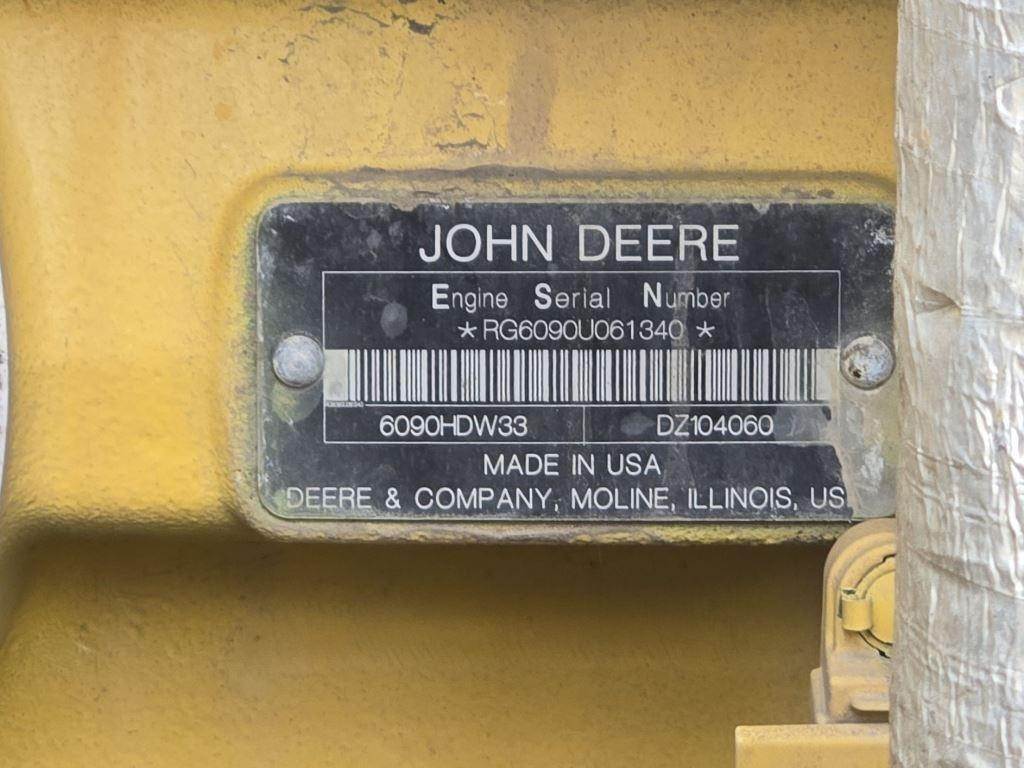 JOHN DEERE
Engine Serial Number
*RG6090U061340*
6090HDW33 DZ104060
MADE IN USA
DEERE & COMPANY, MOLINE, ILLINOIS, US